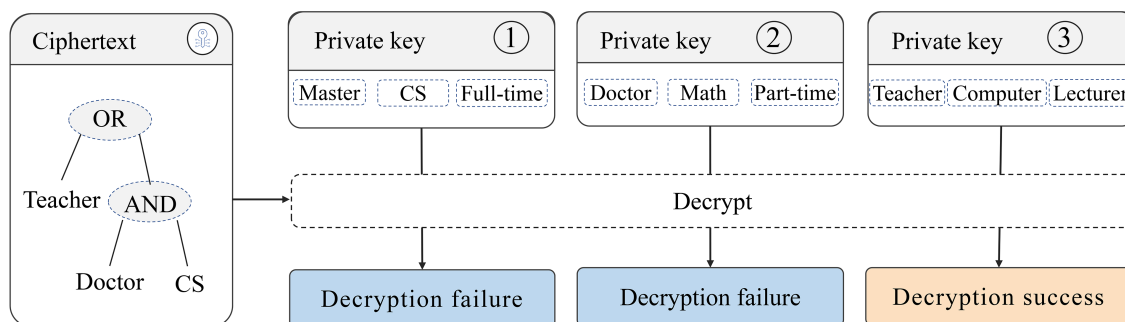 Ciphertext
OR
Teacher
AND
Doctor
CS
Private key
1
Master
CS
Full-time
Private key
2
Doctor
Math
Part-time
Private key
3
Teacher
Computer
Lecturer
Decrypt
Decryption failure
Decryption failure
Decryption success